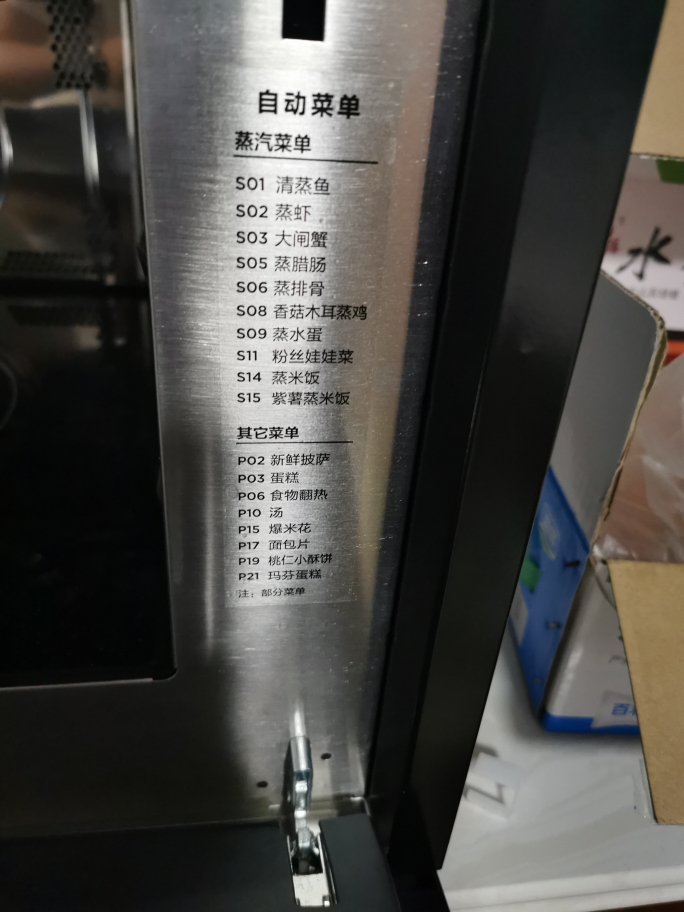 自动菜单
蒸汽菜单
S01 清蒸鱼
S02 蒸虾
S03 大闸蟹
S05 蒸腊肠
S06 蒸排骨
S08 香菇木耳蒸鸡
S09 蒸水蛋
S11 粉丝娃娃菜
S14 蒸米饭
S15 紫薯蒸米饭
其它菜单
P02 新鲜披萨
P03 蛋糕
P06 食物翻热
P10 汤
P15 爆米花
P17 面包片
P19 桃仁小酥饼
P21 玛芬蛋糕
注：部分菜单
水